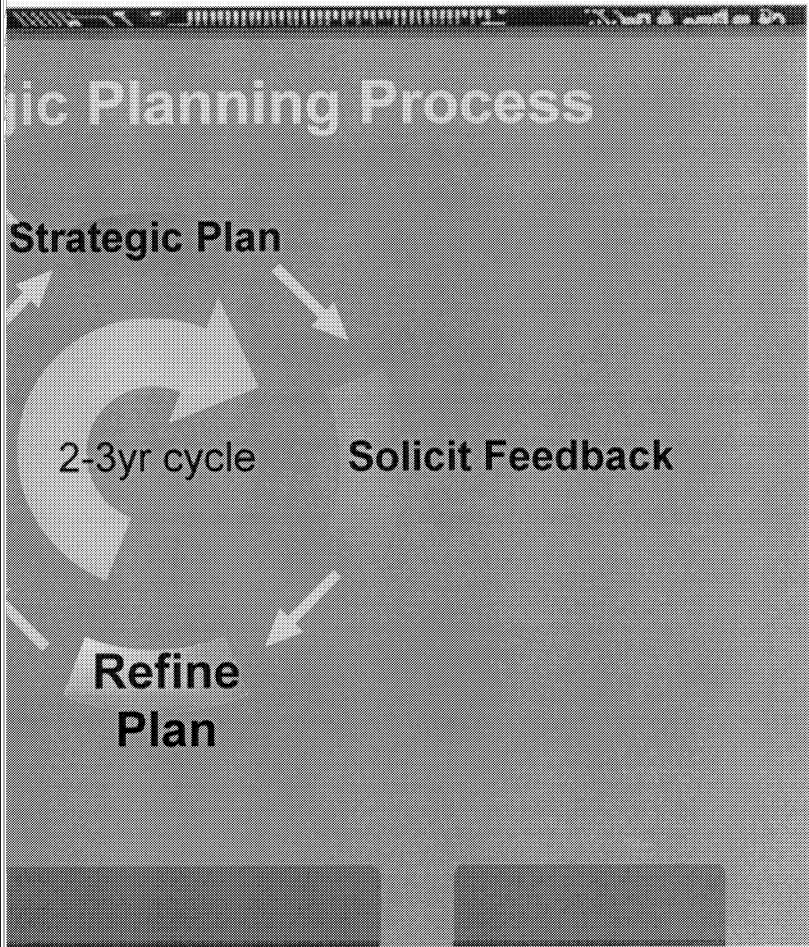 gic Planning Process
Strategic Plan
2-3yr cycle
Solicit Feedback
Refine
Plan